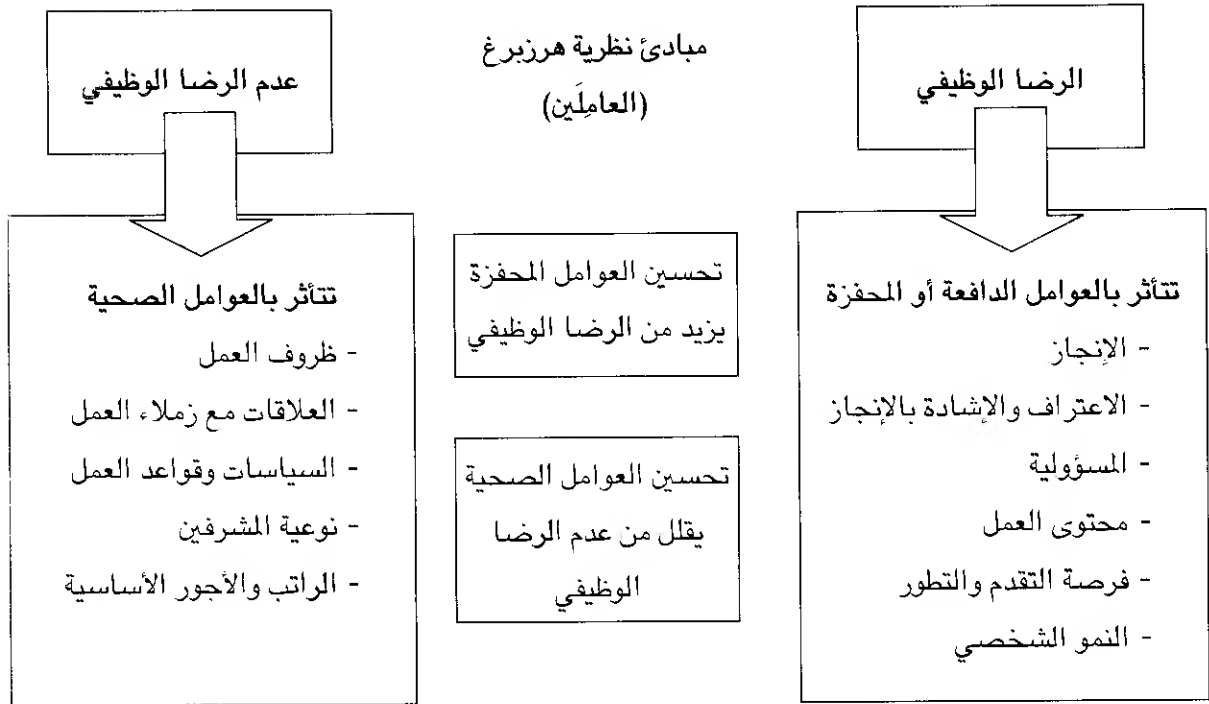 مبادئ نظرية هرزبرغ
(العاملَين)
الرضا الوظيفي
تتأثر بالعوامل الدافعة أو المحفزة
- الإنجاز
- الاعتراف والإشادة بالإنجاز
- المسؤولية
- محتوى العمل
- فرصة التقدم والتطور
- النمو الشخصي
تحسين العوامل المحفزة
يزيد من الرضا الوظيفي
تحسين العوامل الصحية
يقلل من عدم الرضا
الوظيفي
عدم الرضا الوظيفي
تتأثر بالعوامل الصحية
- ظروف العمل
- العلاقات مع زملاء العمل
- السياسات وقواعد العمل
- نوعية المشرفين
- الراتب والأجور الأساسية